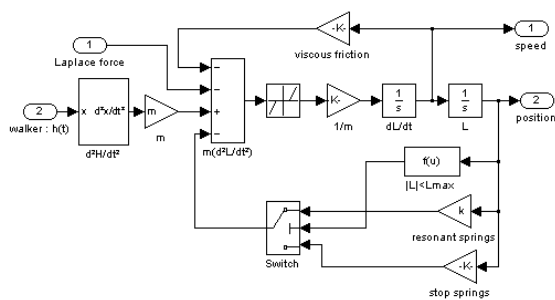 -K-
viscous friction
1
speed
1
Laplace force
2
walker : h(t)
x d²x/dt²
d²H/dt²
m
m
−
−
+
−
m(d²L/dt²)
K-
1/m
1
s
dL/dt
1
s
L
2
position
f(u)
|L|<Lmax
k
resonant springs
Switch
-K-
stop springs